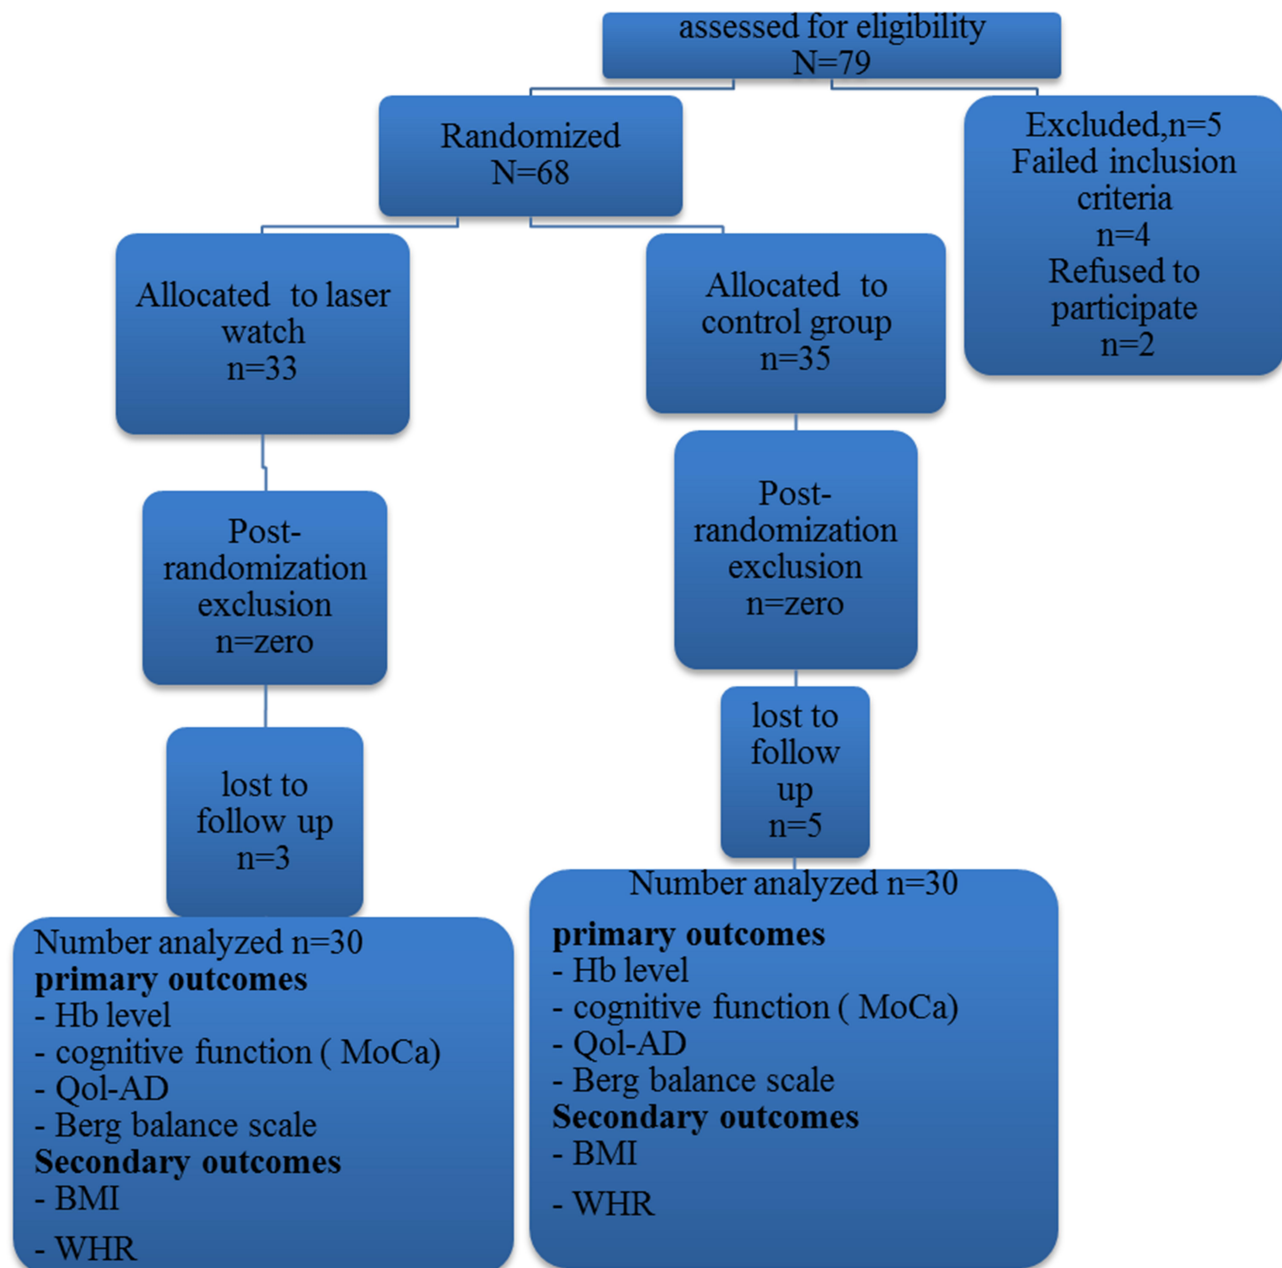 assessed for eligibility
N=79
Randomized
N=68
Excluded,n=5
Failed inclusion
criteria
n=4
Refused to
participate
n=2
Allocated to laser
watch
n=33
Allocated to
control group
n=35
Post-
randomization
exclusion
n=zero
Post-
randomization
exclusion
n=zero
lost to
follow up
n=3
lost to
follow
up
n=5
Number analyzed n=30
primary outcomes
- Hb level
- cognitive function ( MoCa)
- Qol-AD
- Berg balance scale
Secondary outcomes
- BMI
- WHR
Number analyzed n=30
primary outcomes
- Hb level
- cognitive function ( MoCa)
- Qol-AD
- Berg balance scale
Secondary outcomes
- BMI
- WHR